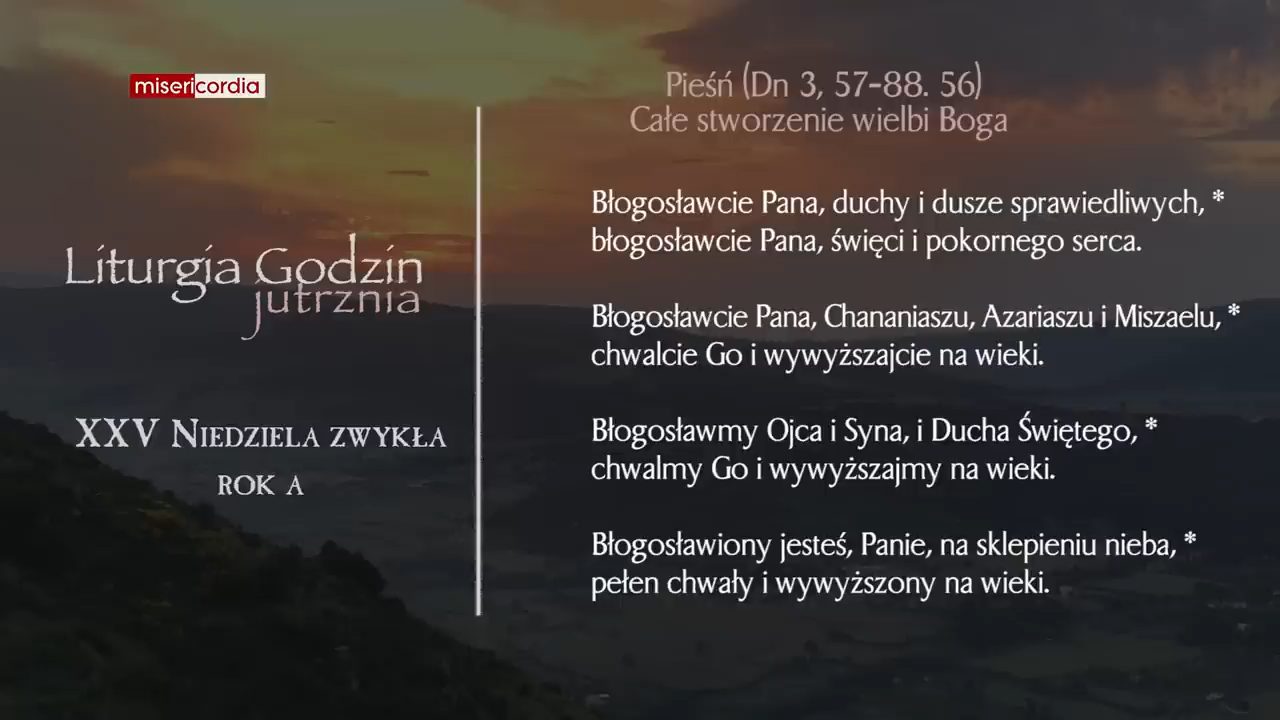 misericordia
Liturgia Godzin
jutrznia
XXV Niedziela zwykła
rok A
Pieśń (Dn 3, 57-88. 56)
Całe stworzenie wielbi Boga
Błogosławcie Pana, duchy i dusze sprawiedliwych, *
błogosławcie Pana, święci i pokornego serca.
Błogosławcie Pana, Chananiaszu, Azariaszu i Miszaelu, *
chwalcie Go i wywyższajcie na wieki.
Błogosławmy Ojca i Syna, i Ducha Świętego, *
chwalmy Go i wywyższajmy na wieki.
Błogosławiony jesteś, Panie, na sklepieniu nieba, *
pełen chwały i wywyższony na wieki.